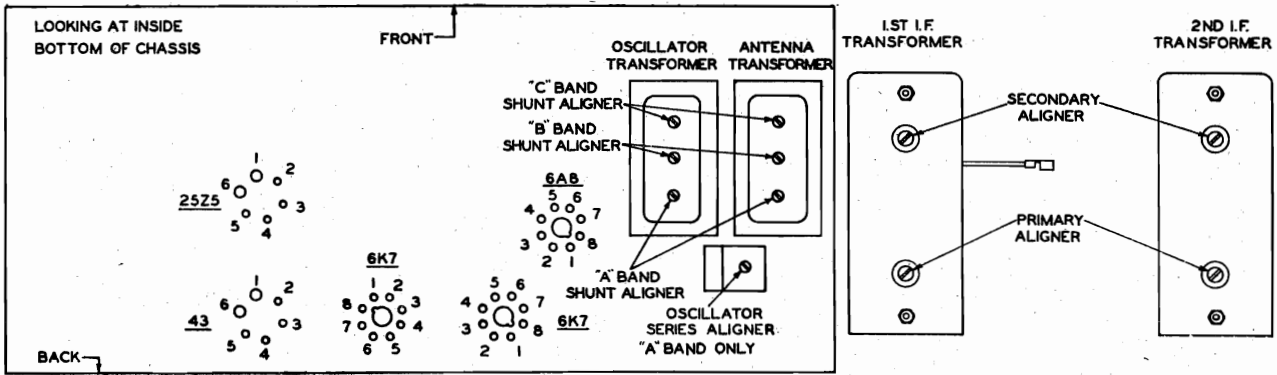 LOOKING AT INSIDE
BOTTOM OF CHASSIS
FRONT
OSCILLATOR
TRANSFORMER
ANTENNA
TRANSFORMER
"C" BAND
SHUNT ALIGNER
"B" BAND
SHUNT ALIGNER
"A" BAND
SHUNT ALIGNER
OSCILLATOR
SERIES ALIGNER
"A" BAND ONLY
25Z5
1
2
3
4
5
6
43
1
2
3
4
5
6
6K7
1
2
3
4
5
6
7
8
6K7
5
6
7
8
1
2
3
4
6A8
5
6
7
8
1
2
3
4
BACK
1.ST I.F.
TRANSFORMER
2ND I.F.
TRANSFORMER
SECONDARY
ALIGNER
PRIMARY
ALIGNER